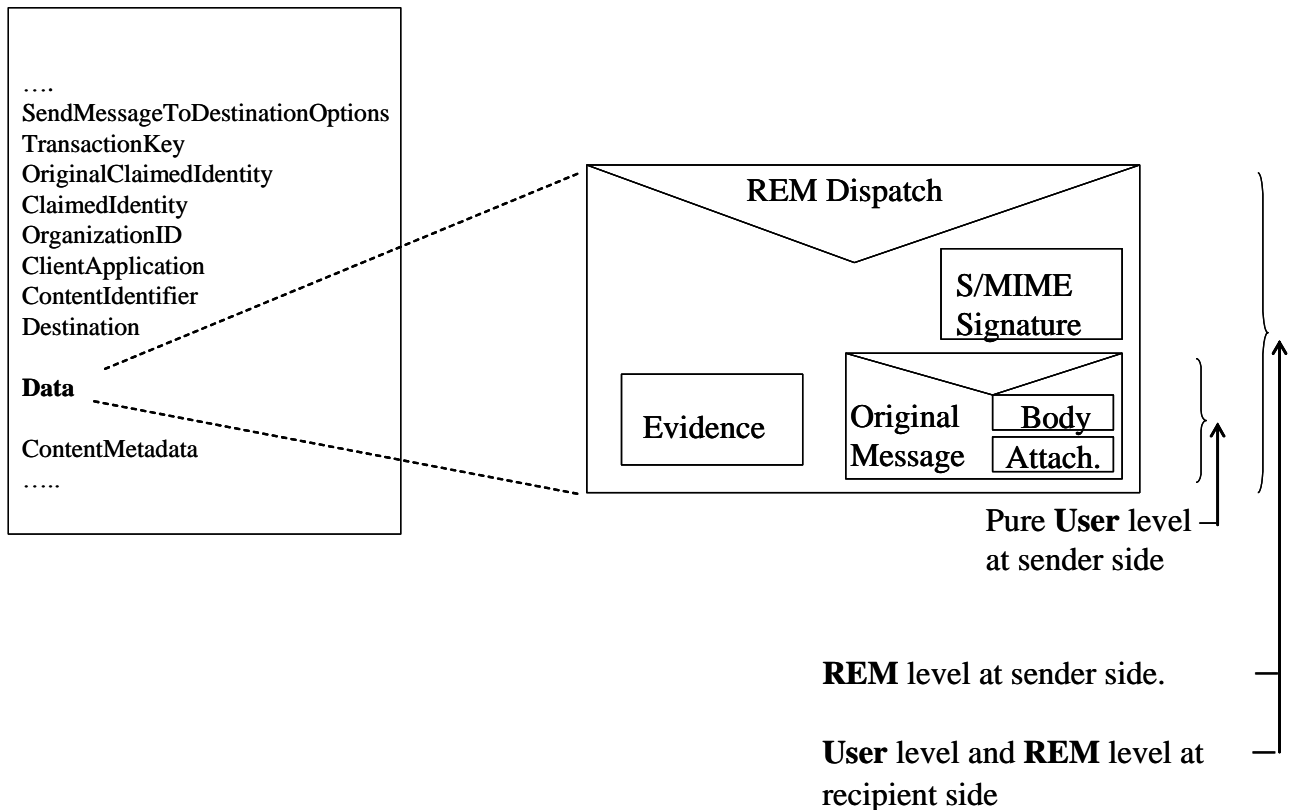 ….
SendMessageToDestinationOptions
TransactionKey
OriginalClaimedIdentity
ClaimedIdentity
OrganizationID
ClientApplication
ContentIdentifier
Destination
Data
ContentMetadata
…..
REM Dispatch
S/MIME
Signature
Evidence
Original
Message
Body
Attach.
Pure User level
at sender side
REM level at sender side.
User level and REM level at
recipient side